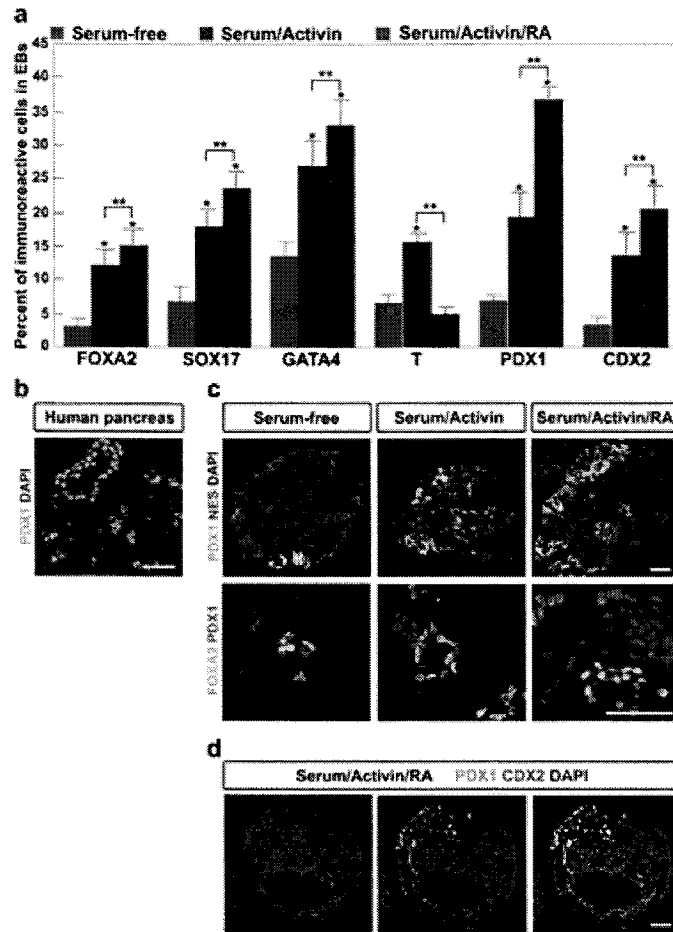 a
Serum-free Serum/Activin Serum/Activin/RA
Percent of immunoreactive cells in EBs
45
40
35
30
25
20
15
10
5
0
** ** ** ** ** **
* * * * * * * * * * *
FOXA2 SOX17 GATA4 T PDX1 CDX2
b
Human pancreas
PDX1 DAPI
c
Serum-free Serum/Activin Serum/Activin/RA
PDX1 NES DAPI
FOXA2 PDX1
d
Serum/Activin/RA PDX1 CDX2 DAPI